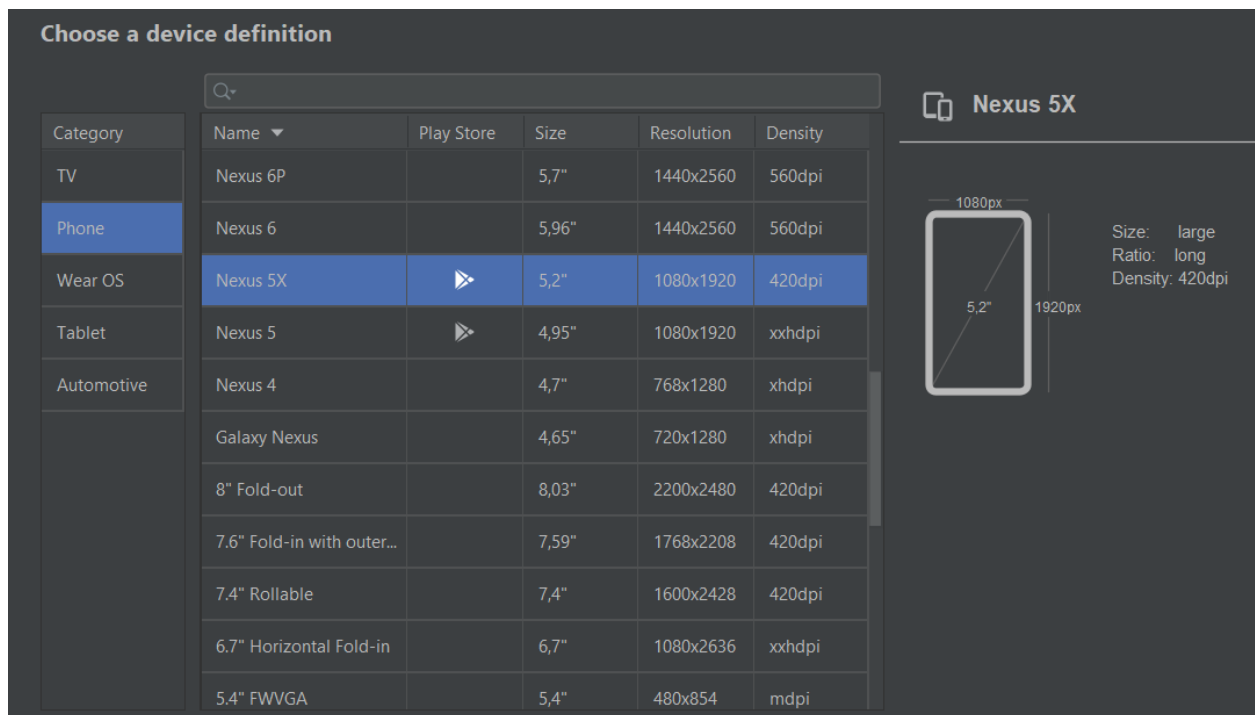 Choose a device definition
Category
TV
Phone
Wear OS
Tablet
Automotive
Name Play Store Size Resolution Density
Nexus 6P 5,7" 1440x2560 560dpi
Nexus 6 5,96" 1440x2560 560dpi
Nexus 5X 5,2" 1080x1920 420dpi
Nexus 5 4,95" 1080x1920 xxhdpi
Nexus 4 4,7" 768x1280 xhdpi
Galaxy Nexus 4,65" 720x1280 xhdpi
8" Fold-out 8,03" 2200x2480 420dpi
7.6" Fold-in with outer... 7,59" 1768x2208 420dpi
7.4" Rollable 7,4" 1600x2428 420dpi
6.7" Horizontal Fold-in 6,7" 1080x2636 xxhdpi
5.4" FWVGA 5,4" 480x854 mdpi
Nexus 5X
1080px
5,2"
1920px
Size: large
Ratio: long
Density: 420dpi